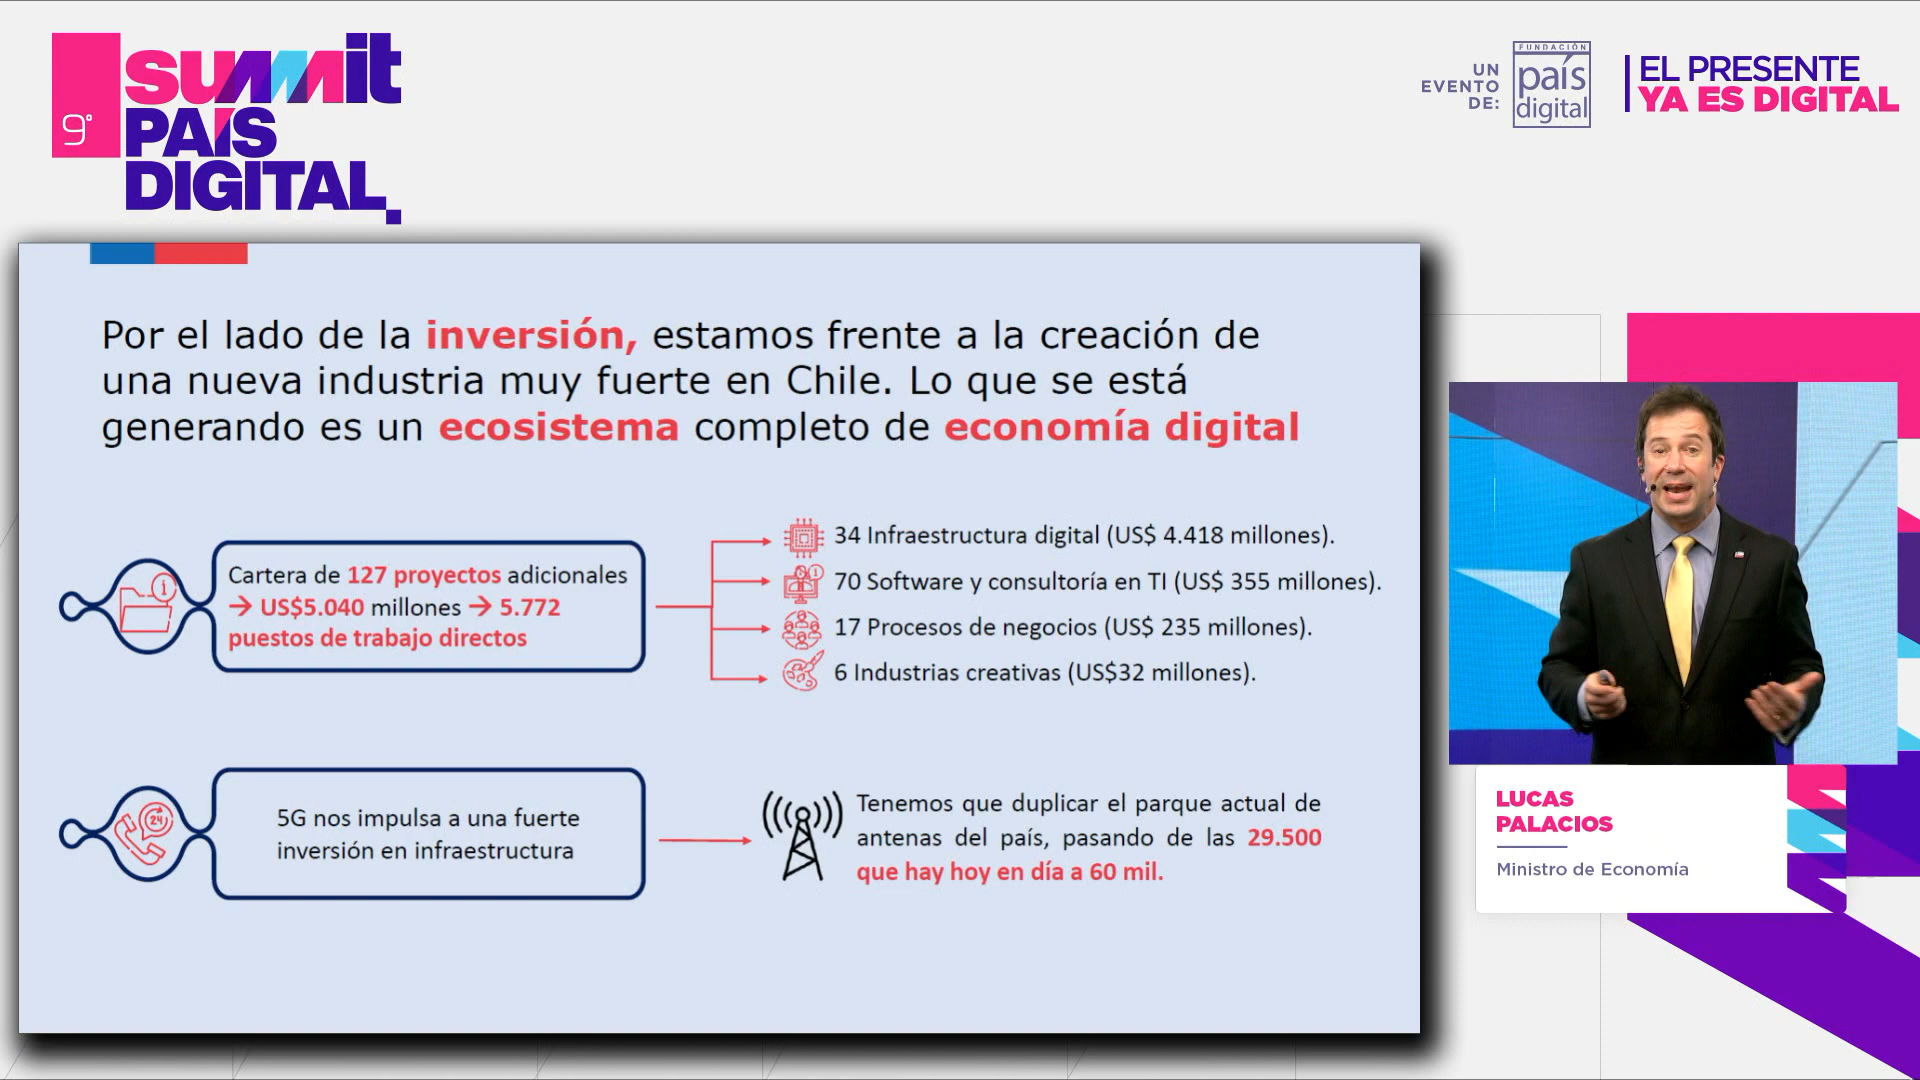 summit
9°
PAÍS
DIGITAL
UN
EVENTO
DE:
FUNDACIÓN
país
digital
EL PRESENTE
YA ES DIGITAL
Por el lado de la inversión, estamos frente a la creación de
una nueva industria muy fuerte en Chile. Lo que se está
generando es un ecosistema completo de economía digital
Cartera de 127 proyectos adicionales
→ US$5.040 millones → 5.772
puestos de trabajo directos
34 Infraestructura digital (US$ 4.418 millones).
70 Software y consultoría en TI (US$ 355 millones).
17 Procesos de negocios (US$ 235 millones).
6 Industrias creativas (US$32 millones).
24
5G nos impulsa a una fuerte
inversión en infraestructura
Tenemos que duplicar el parque actual de
antenas del país, pasando de las 29.500
que hay hoy en día a 60 mil.
LUCAS
PALACIOS
Ministro de Economía